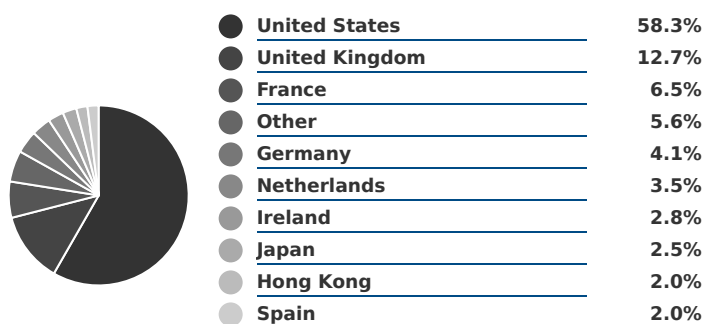 United States 58.3%
United Kingdom 12.7%
France 6.5%
Other 5.6%
Germany 4.1%
Netherlands 3.5%
Ireland 2.8%
Japan 2.5%
Hong Kong 2.0%
Spain 2.0%